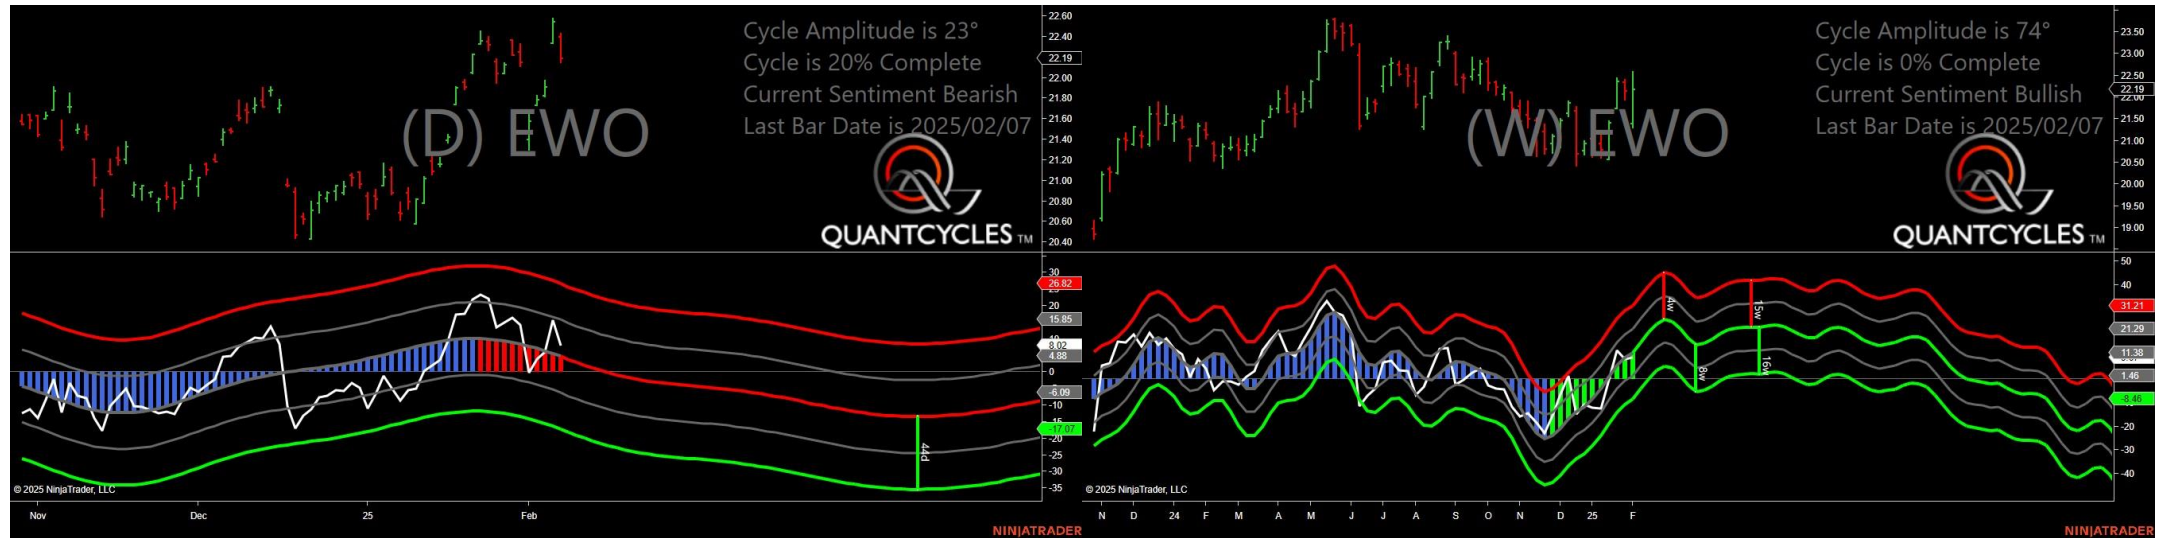 Cycle Amplitude is 23°
Cycle is 20% Complete
Current Sentiment Bearish
Last Bar Date is 2025/02/07
(D) EWO
QUANTCYCLES TM
22.60
22.40
22.19
22.00
21.80
21.60
21.40
21.20
21.00
20.80
20.60
20.40
30
26.82
20
15.85
8.02
4.88
0
-6.09
-10
-17.07
-20
-25
-30
-35
44d
© 2025 NinjaTrader, LLC
Nov
Dec
25
Feb
NINJATRADER
Cycle Amplitude is 74°
Cycle is 0% Complete
Current Sentiment Bullish
Last Bar Date is 2025/02/07
(W) EWO
QUANTCYCLES TM
23.50
23.00
22.50
22.19
22.00
21.50
21.00
20.50
20.00
19.50
19.00
50
40
31.21
21.29
11.38
1.46
-8.46
-20
-30
-40
4w
8w
15w
16w
© 2025 NinjaTrader, LLC
N
D
24
F
M
A
M
J
J
A
S
O
N
D
25
F
NINJATRADER